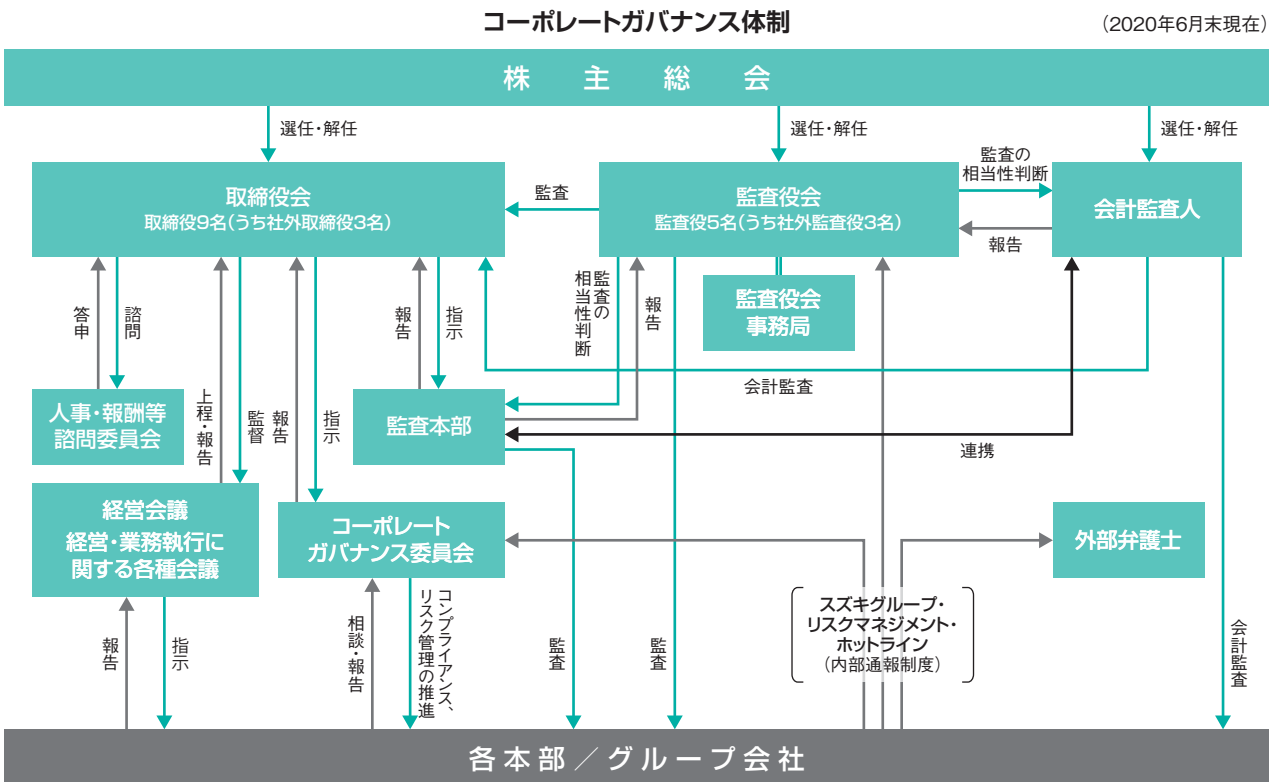 コーポレートガバナンス体制
（2020年6月末現在）
株主総会
選任・解任
選任・解任
選任・解任
取締役会
取締役9名（うち社外取締役3名）
監査
監査役会
監査役5名（うち社外監査役3名）
監査の
相当性判断
会計監査人
報告
答申
諮問
報告
指示
監査の
相当性判断
報告
監査役会
事務局
会計監査
人事・報酬等
諮問委員会
上程・報告
監督
報告
指示
監査本部
連携
経営会議
経営・業務執行に
関する各種会議
コーポレート
ガバナンス委員会
外部弁護士
報告
指示
相談・報告
コンプライアンス、
リスク管理の推進
監査
監査
スズキグループ・
リスクマネジメント・
ホットライン
（内部通報制度）
会計監査
各本部／グループ会社